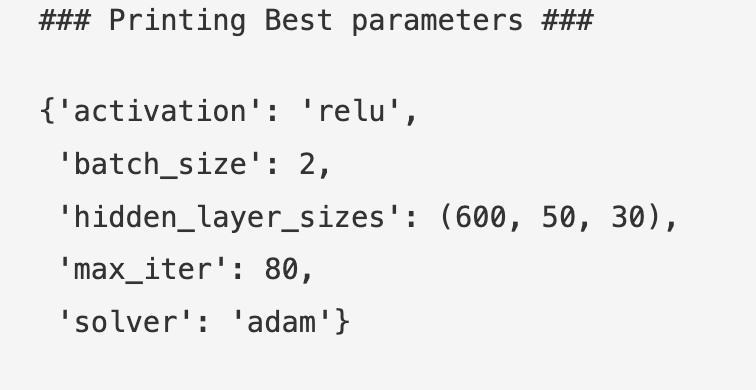 ### Printing Best parameters ###
{'activation': 'relu',
 'batch_size': 2,
 'hidden_layer_sizes': (600, 50, 30),
 'max_iter': 80,
 'solver': 'adam'}